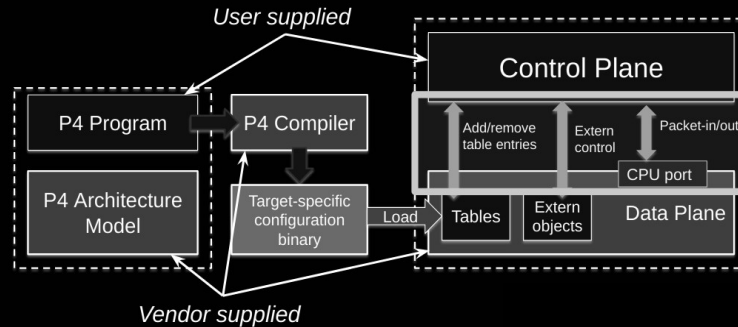 User supplied
Control Plane
P4 Program
P4 Compiler
Add/remove
table entries
Extern
control
Packet-in/out
CPU port
P4 Architecture
Model
Target-specific
configuration
binary
Load
Tables
Extern
objects
Data Plane
Vendor supplied